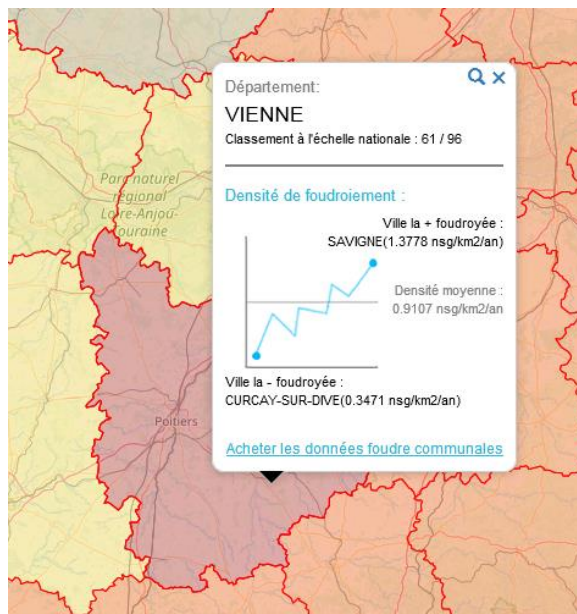 Département:
VIENNE
Classement à l'échelle nationale : 61 / 96
Densité de foudroiement :
Ville la + foudroyée :
SAVIGNE(1.3778 nsg/km2/an)
Densité moyenne :
0.9107 nsg/km2/an
Ville la - foudroyée :
CURCAY-SUR-DIVE(0.3471 nsg/km2/an)
Acheter les données foudre communales
Parc naturel
régional
Loire-Anjou-
Touraine
Poitiers